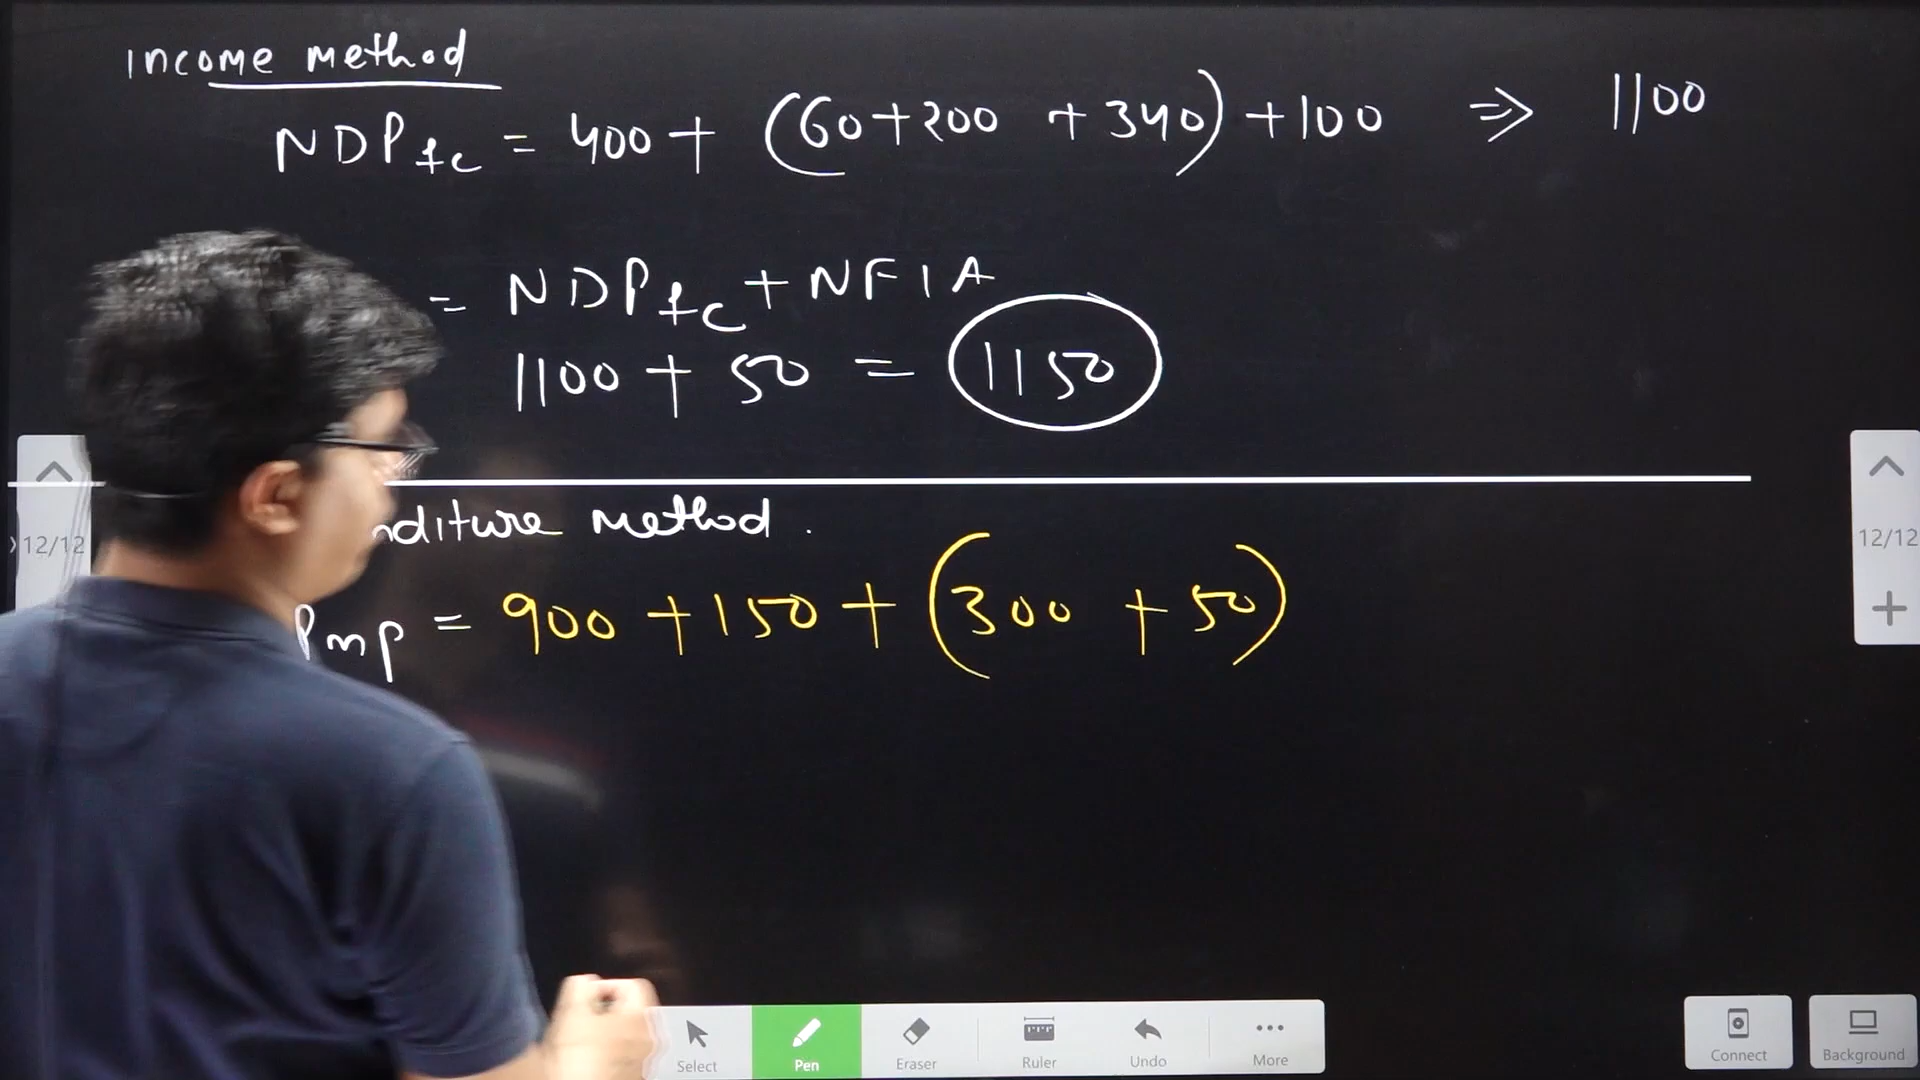 Income method
NDPfc = 400 + (60 + 200 + 340) + 100 ⇒ 1100
= NDPfc + NFIA
1100 + 50 = 1150
nditure method .
Pmp = 900 + 150 + (300 + 50)
12/12
12/12
Select
Pen
Eraser
Ruler
Undo
More
Connect
Background